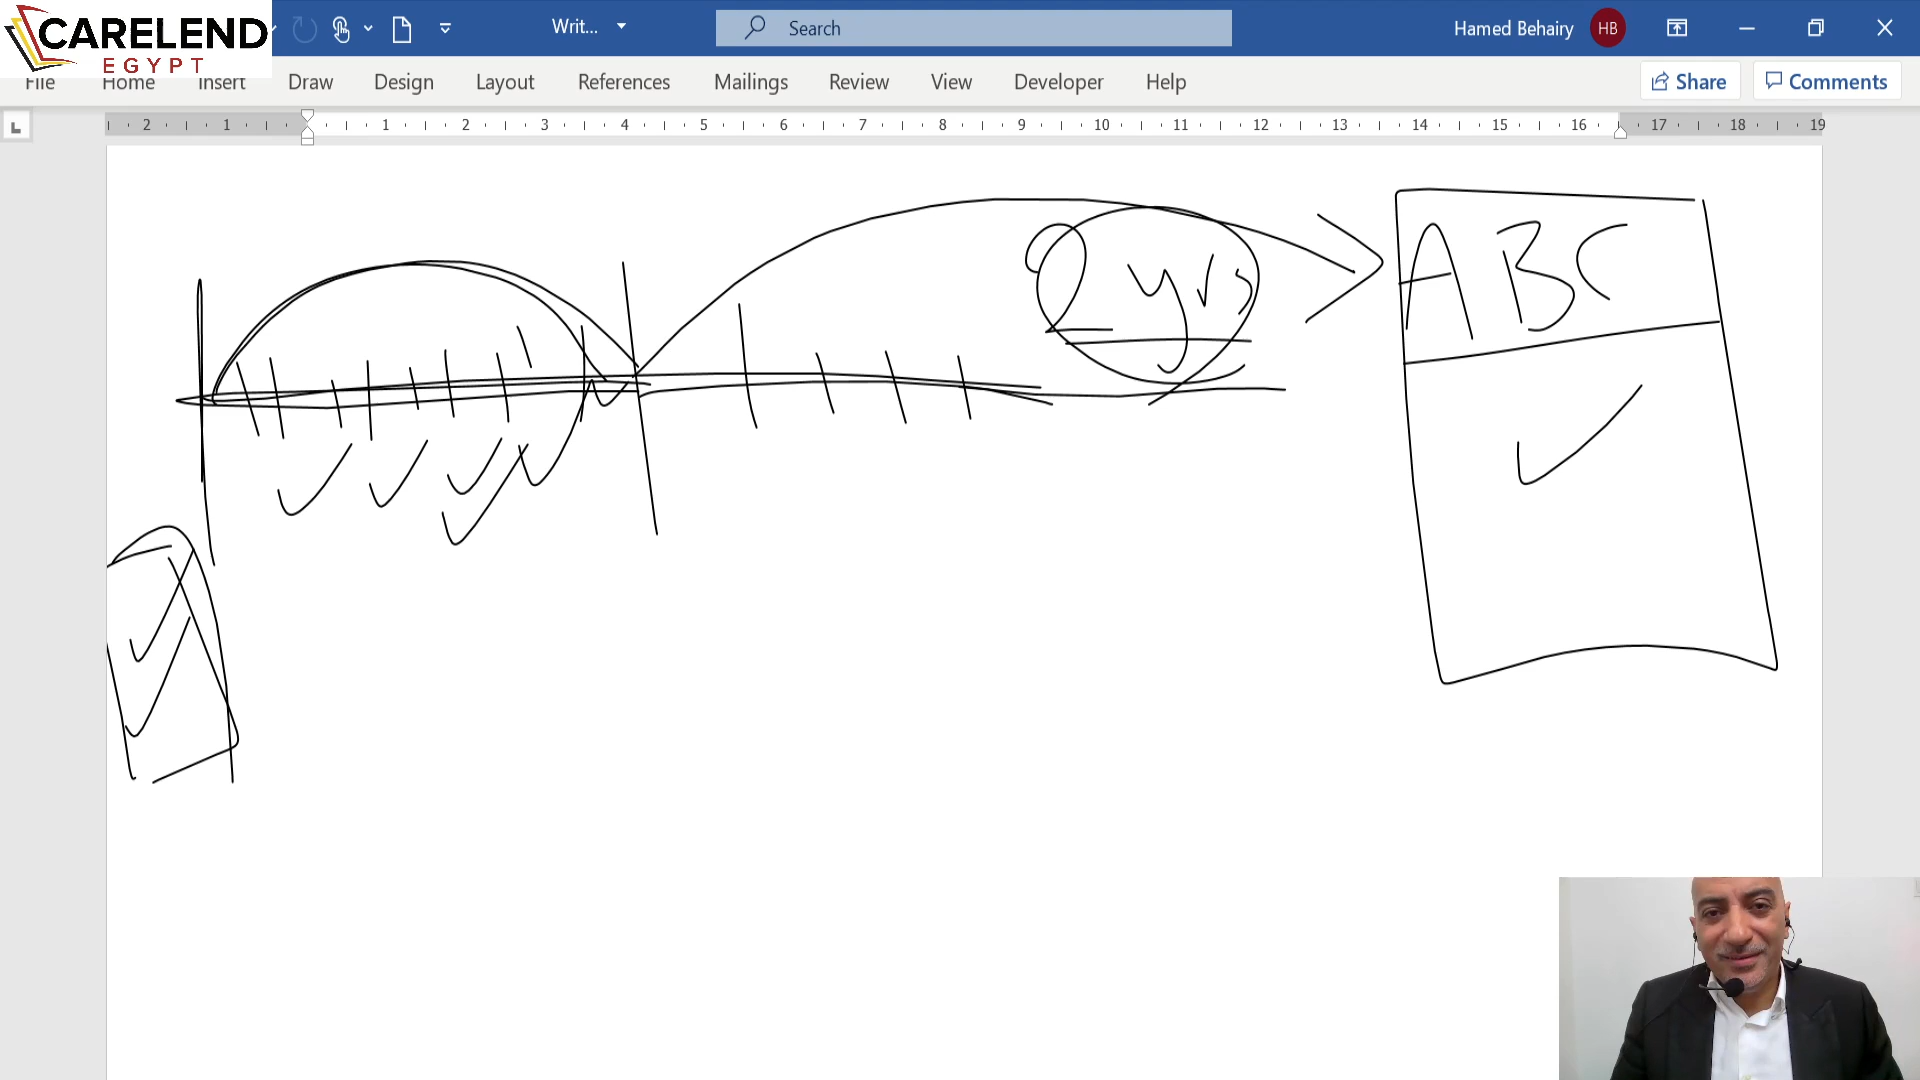 CARELEND
EGYPT
Writ...
Search
Hamed Behairy HB
File Home Insert Draw Design Layout References Mailings Review View Developer Help
Share Comments
2 1 1 2 3 4 5 6 7 8 9 10 11 12 13 14 15 16 17 18 19
2 yrs
ABC